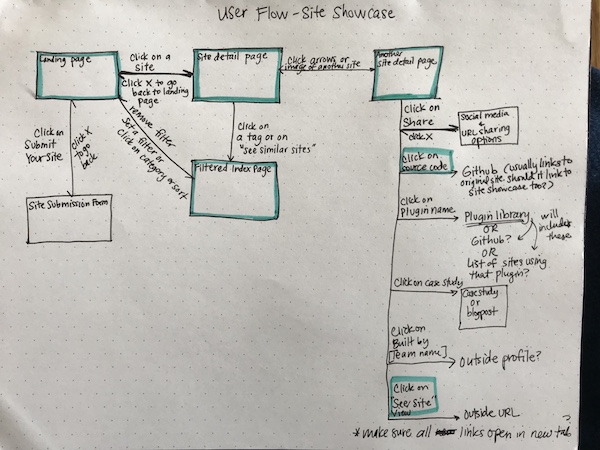 User Flow-Site Showcase
Landing page
Click on a
site
Click X to go
back to landing
page
Site detail page
Click arrows or
image of another site
Another
site detail page
Click on
Submit
Your Site
click X
to go
back
remove filter
Set a filter or
click on category or sort
Click on
a tag or on
"see similar sites"
Filtered Index Page
Site Submission Form
Click on
Share
click X
Social media
+
URL sharing
options
Click on
source code
Github (usually links to
original site. Should it link to
site showcase too?)
Click on
Plugin name
Plugin library
OR
Github?
OR
List of sites using
that plugin?
will
include
these
Click on case study
Case study
or
blogpost
Click on
Built by
[Team name]
Outside profile?
Click on
"See Site"
View
Outside URL
*make sure all links open in new tab
?